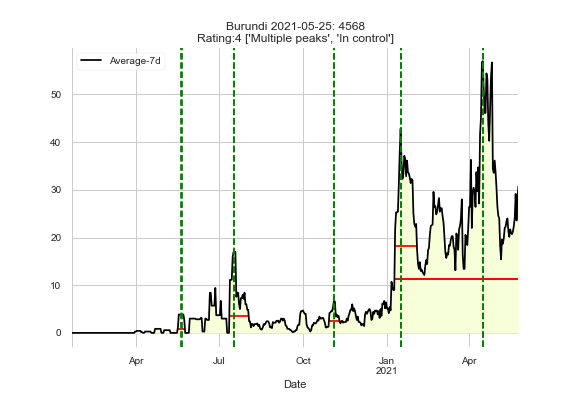 Burundi 2021-05-25: 4568
Rating:4 ['Multiple peaks', 'In control']
Average-7d
50
40
30
20
10
0
Apr
Jul
Oct
Jan
2021
Apr
Date